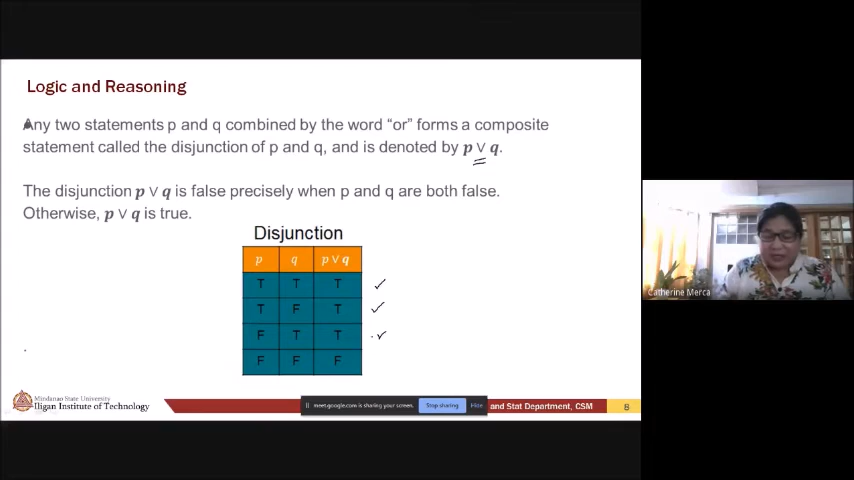 Logic and Reasoning
Any two statements p and q combined by the word “or” forms a composite
statement called the disjunction of p and q, and is denoted by p ∨ q.
The disjunction p ∨ q is false precisely when p and q are both false.
Otherwise, p ∨ q is true.
Disjunction
p q p ∨ q
T T T
T F T
F T T
F F F
Catherine Merca
Mindanao State University
Iligan Institute of Technology
meet.google.com is sharing your screen.
Stop sharing
Hide
and Stat Department, CSM
8